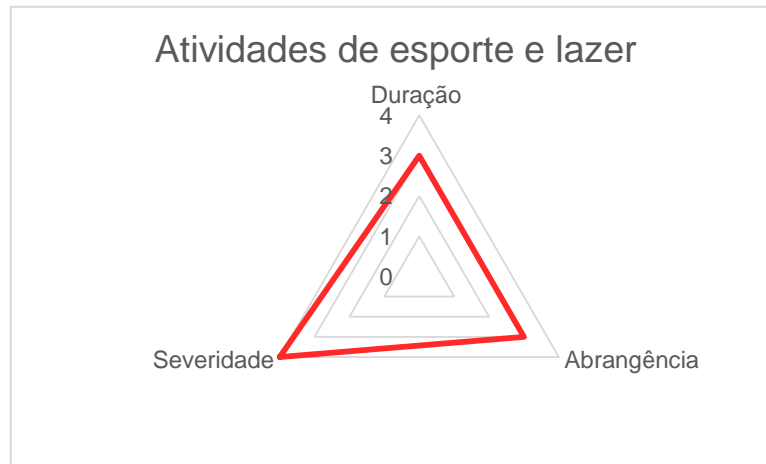 Atividades de esporte e lazer
Duração
4
3
2
1
0
Severidade
Abrangência